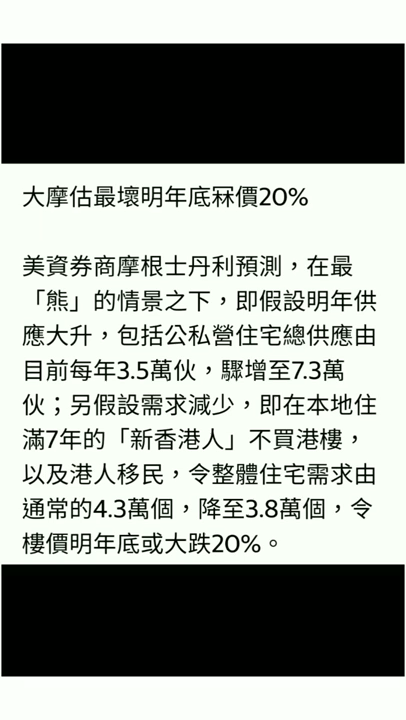 大摩估最壞明年底冧價20%
美資券商摩根士丹利預測，在最
「熊」的情景之下，即假設明年供
應大升，包括公私營住宅總供應由
目前每年3.5萬伙，驟增至7.3萬
伙；另假設需求減少，即在本地住
滿7年的「新香港人」不買港樓，
以及港人移民，令整體住宅需求由
通常的4.3萬個，降至3.8萬個，令
樓價明年底或大跌20%。